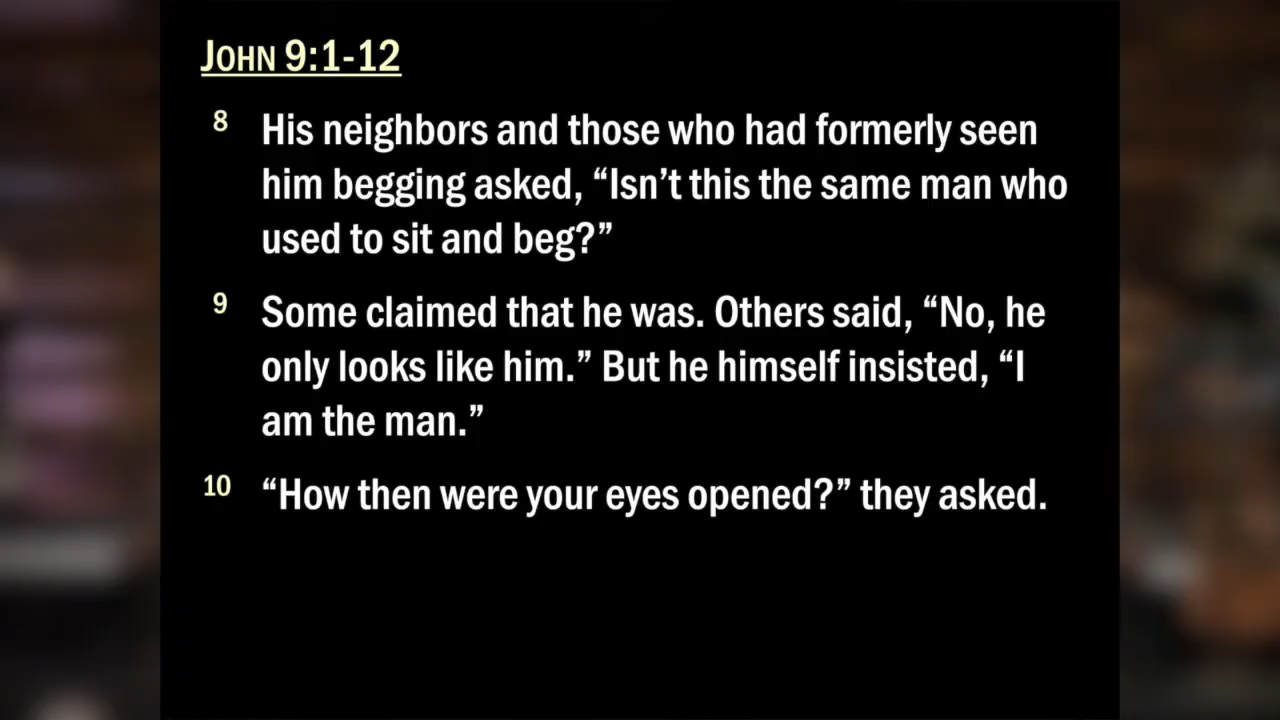 JOHN 9:1-12
8 His neighbors and those who had formerly seen
him begging asked, “Isn’t this the same man who
used to sit and beg?”
9 Some claimed that he was. Others said, “No, he
only looks like him.” But he himself insisted, “I
am the man.”
10 “How then were your eyes opened?” they asked.